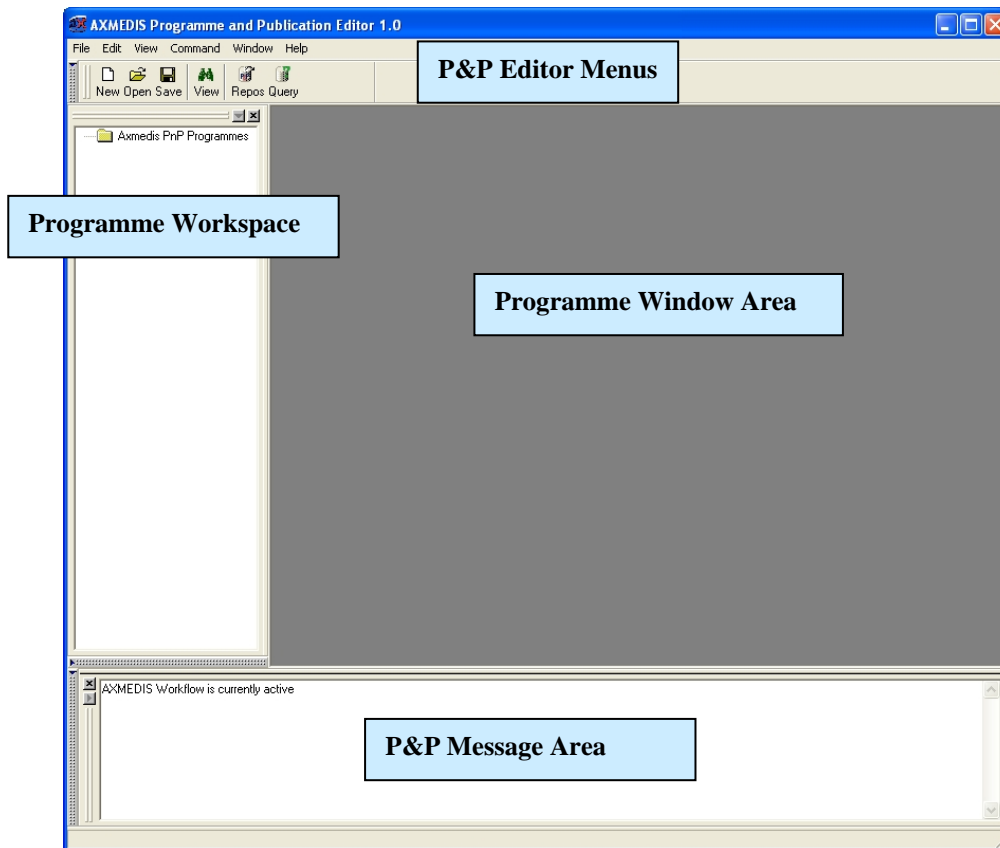 AXMEDIS Programme and Publication Editor 1.0
File Edit View Command Window Help
P&P Editor Menus
New Open Save View Repos Query
Axmedis PnP Programmes
Programme Workspace
Programme Window Area
AXMEDIS Workflow is currently active
P&P Message Area